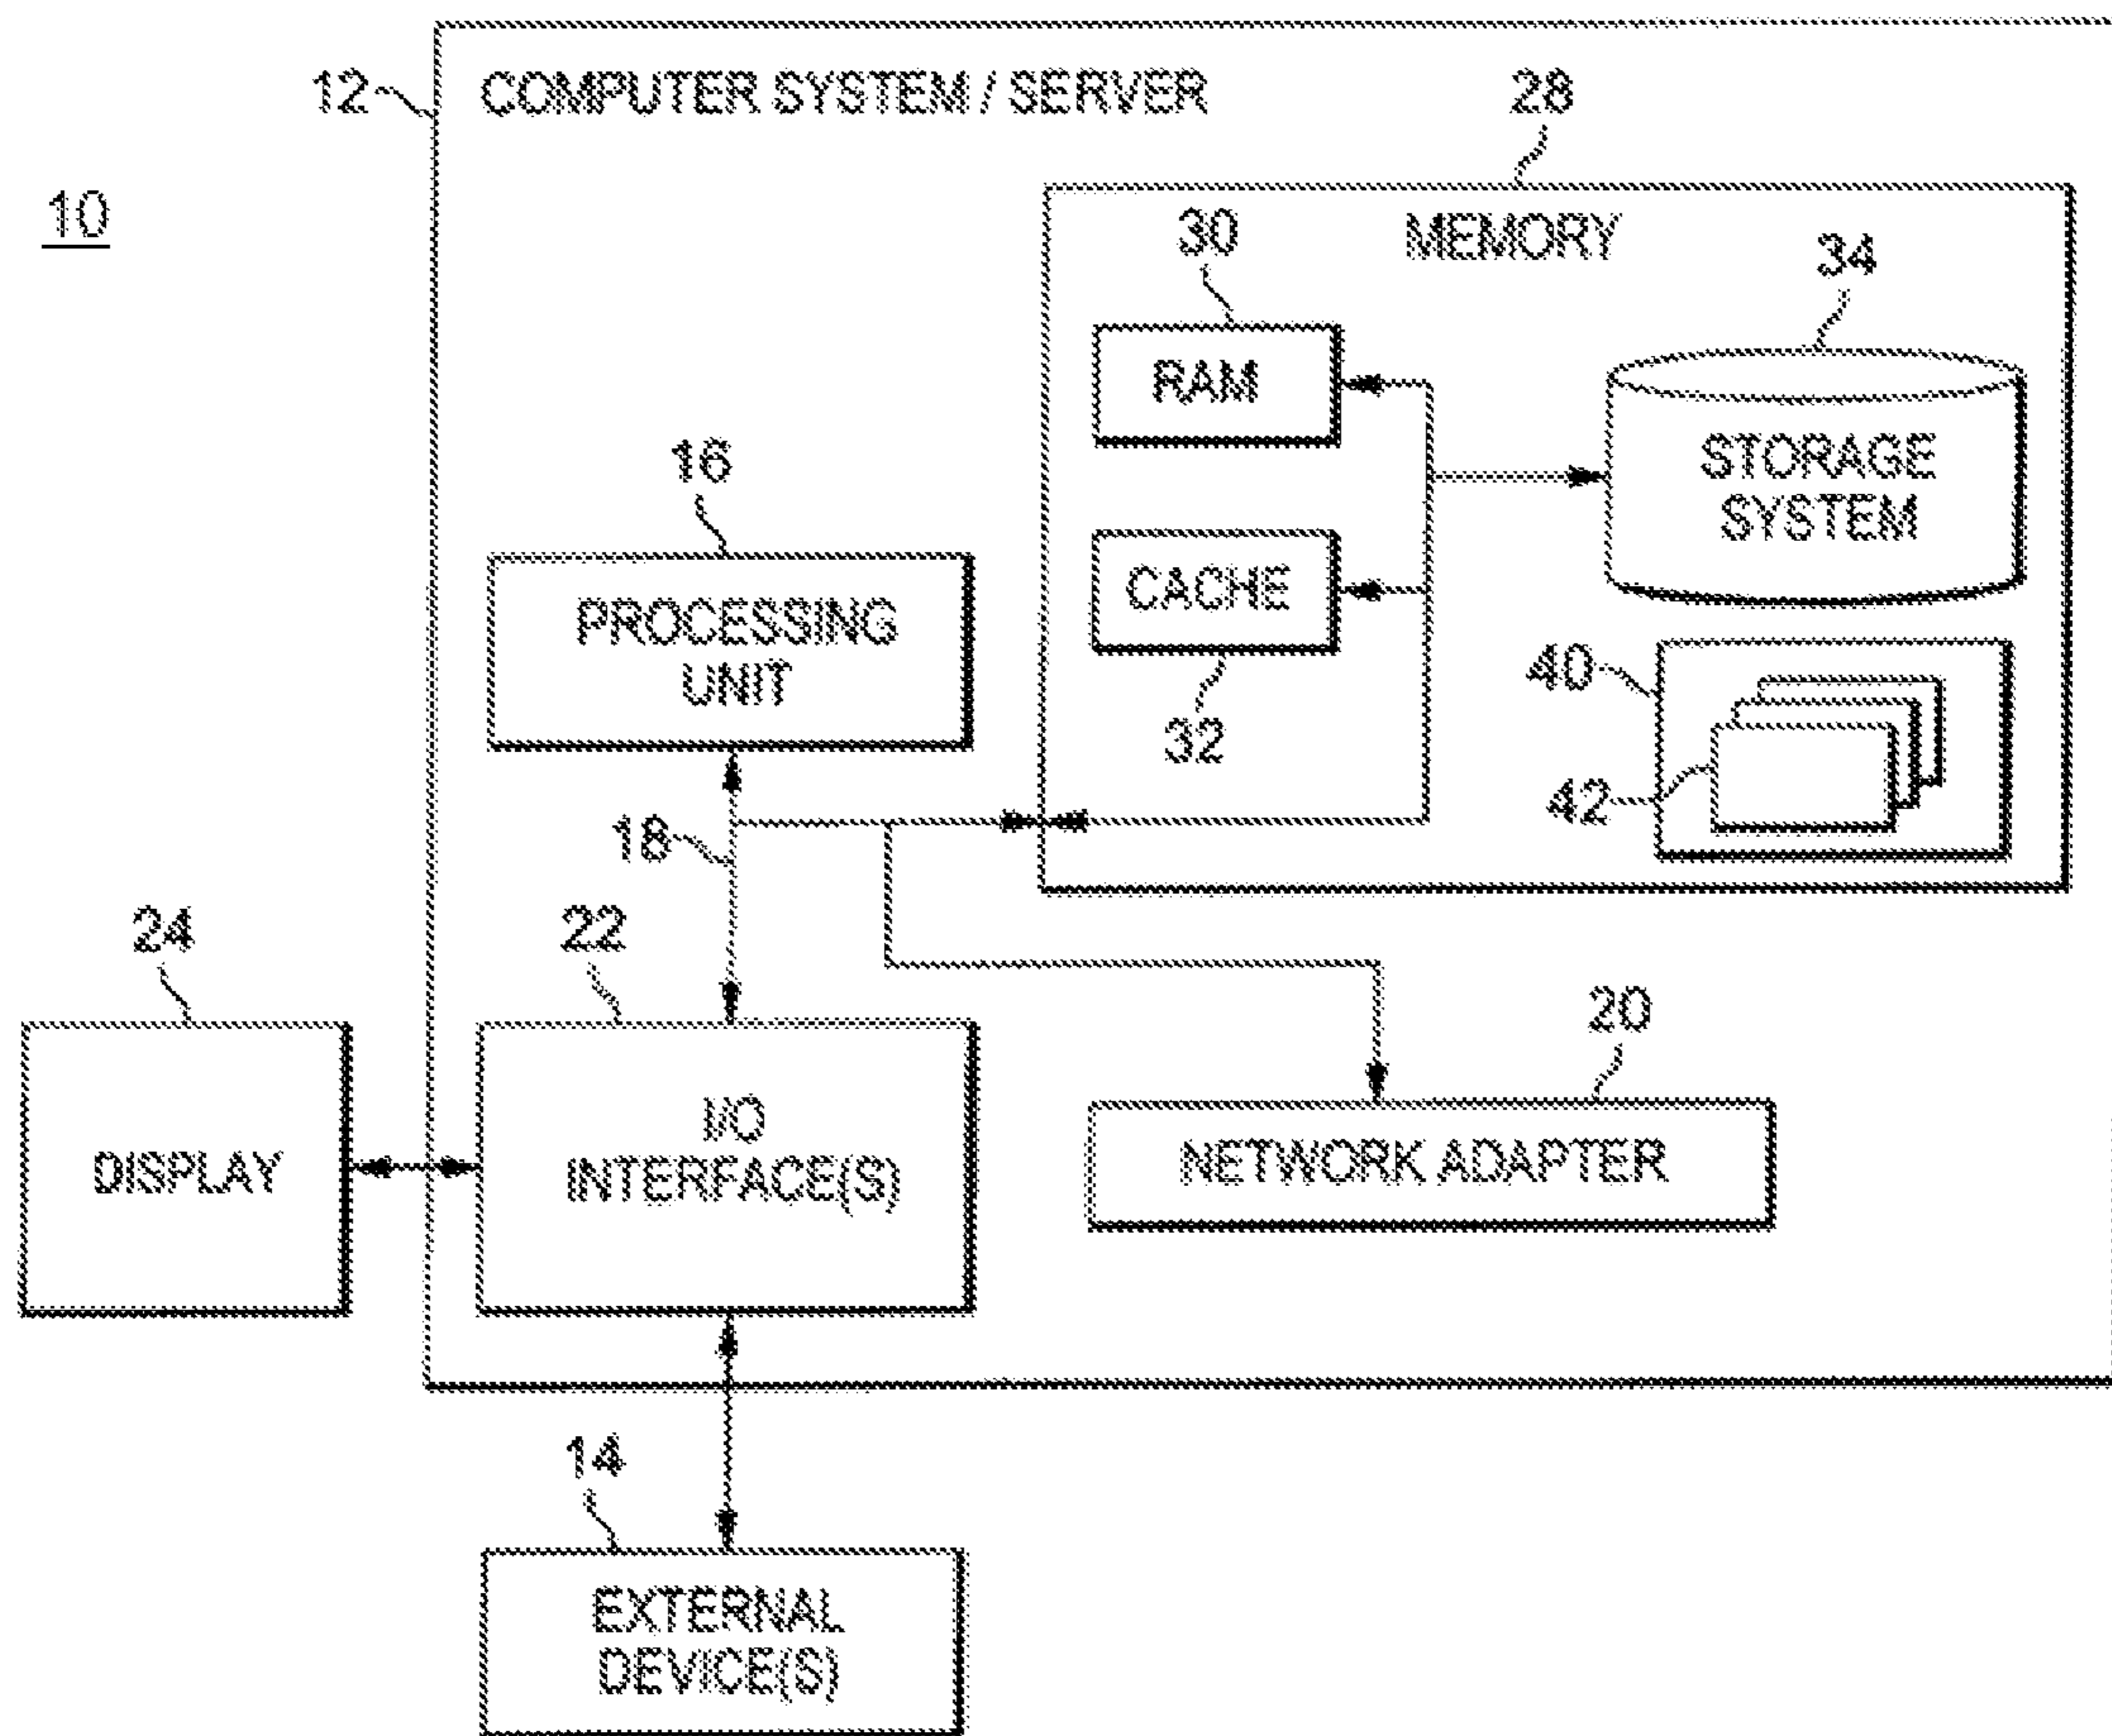 12
COMPUTER SYSTEM / SERVER
28
10
30
MEMORY
34
RAM
16
STORAGE
SYSTEM
PROCESSING
UNIT
CACHE
40
32
42
18
24
22
20
DISPLAY
I/O
INTERFACE(S)
NETWORK ADAPTER
14
EXTERNAL
DEVICE(S)